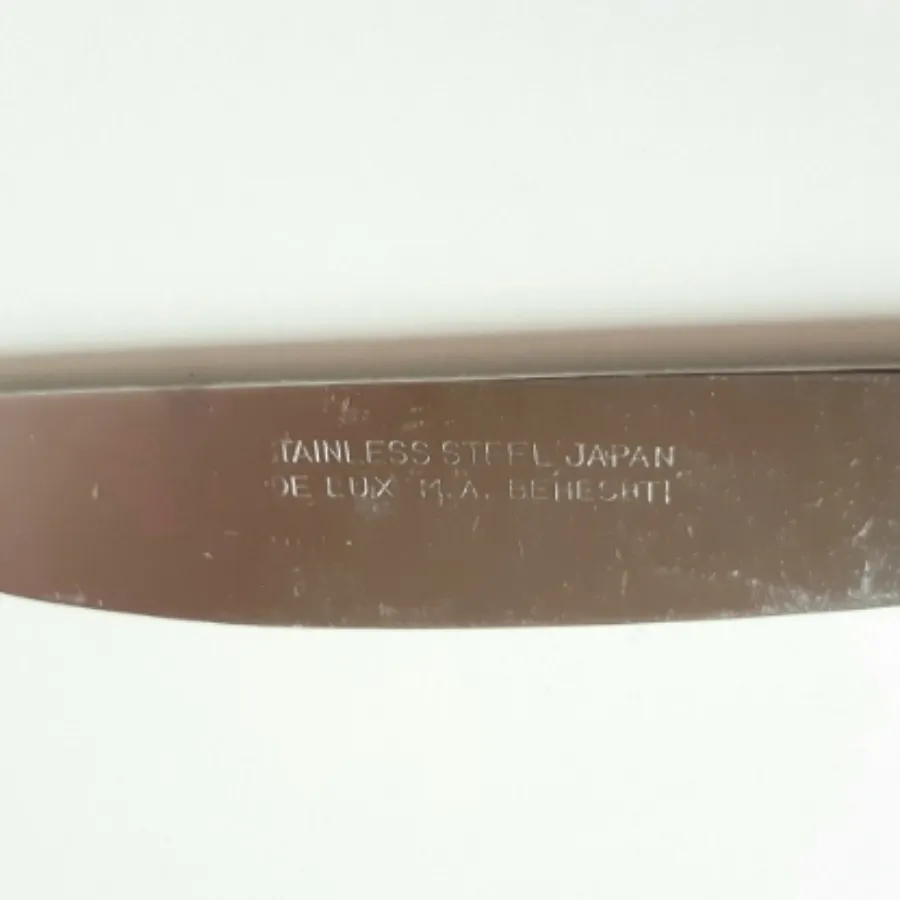 STAINLESS STEEL JAPAN
DE LUX M.A. BEHESHTI